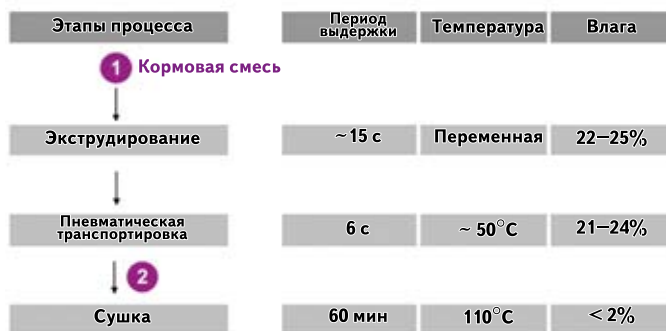 Этапы процесса
Период
выдержки
Температура
Влага
1 Кормовая смесь
Экструдирование
~ 15 с
Переменная
22—25%
Пневматическая
транспортировка
6 с
~ 50°C
21—24%
2
Сушка
60 мин
110°C
< 2%